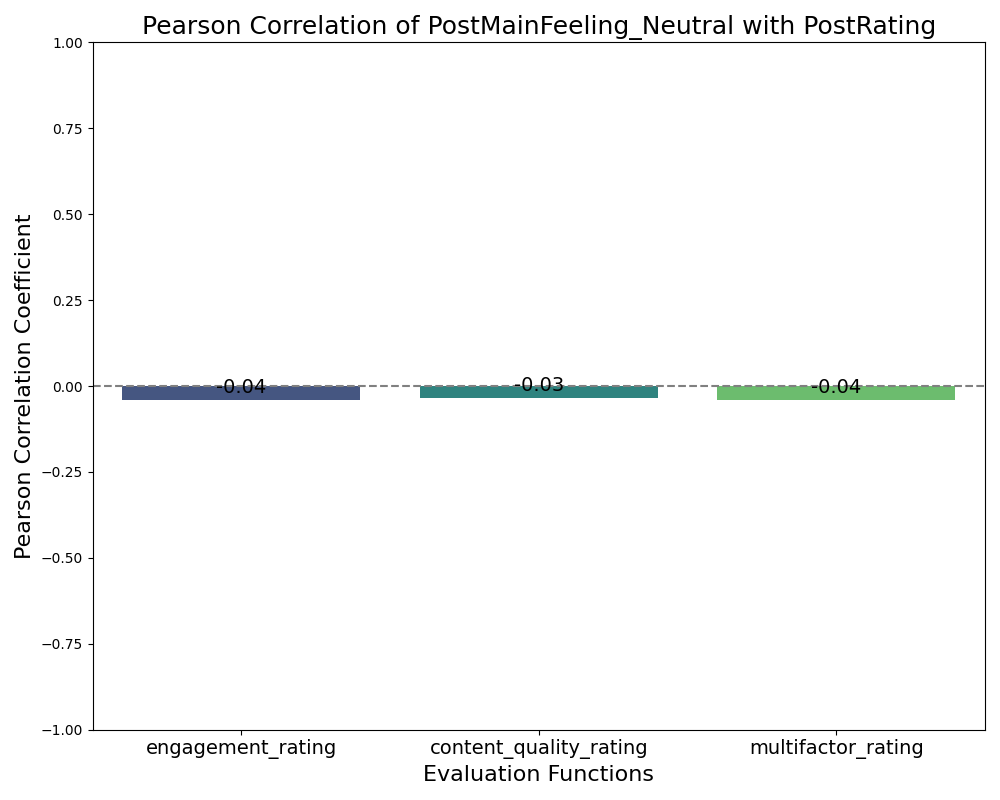 Pearson Correlation of PostMainFeeling_Neutral with PostRating
1.00
0.75
0.50
0.25
0.00
−0.25
−0.50
−0.75
−1.00
Pearson Correlation Coefficient
-0.04
-0.03
-0.04
engagement_rating
content_quality_rating
multifactor_rating
Evaluation Functions